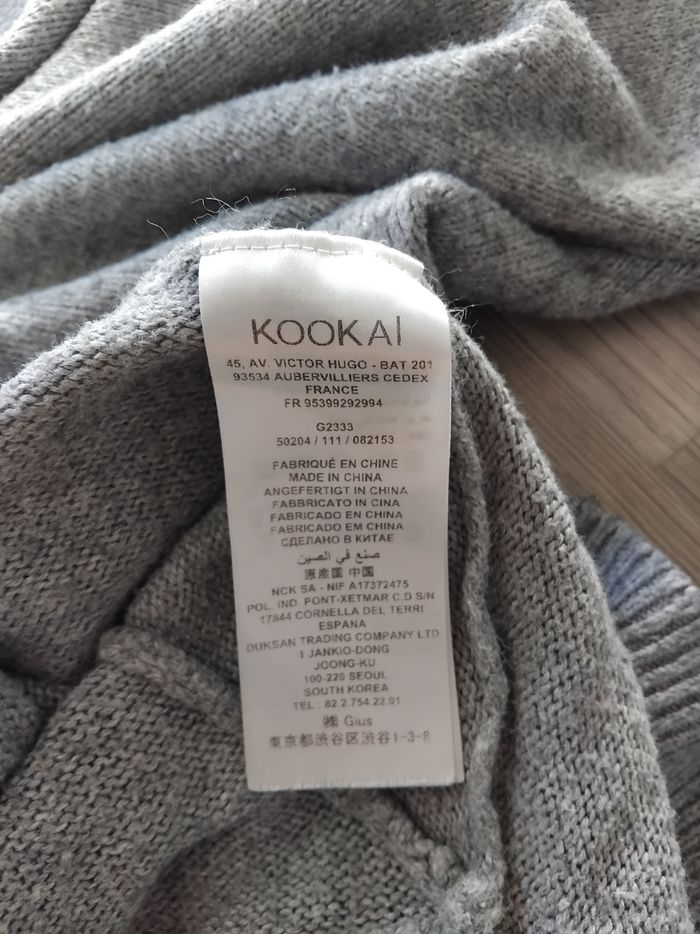 KOOKAÏ
45, AV. VICTOR HUGO - BAT 201
93534 AUBERVILLIERS CEDEX
FRANCE
FR 95399292994
G2333
50204 / 111 / 082153
FABRIQUÉ EN CHINE
MADE IN CHINA
ANGEFERTIGT IN CHINA
FABBRICATO IN CINA
FABRICADO EN CHINA
FABRICADO EM CHINA
СДЕЛАНО В КИТАЕ
صنع في الصين
原産国 中国
NCK SA - NIF A17372475
POL. IND. PONT-XETMAR C.D S/N
17844 CORNELLA DEL TERRI
ESPANA
DUKSAN TRADING COMPANY LTD
1 JANKIO-DONG
JOONG-KU
100-220 SEOUL
SOUTH KOREA
TEL : 82.2.754.22.01
㈱ Gius
東京都渋谷区渋谷1-3-8